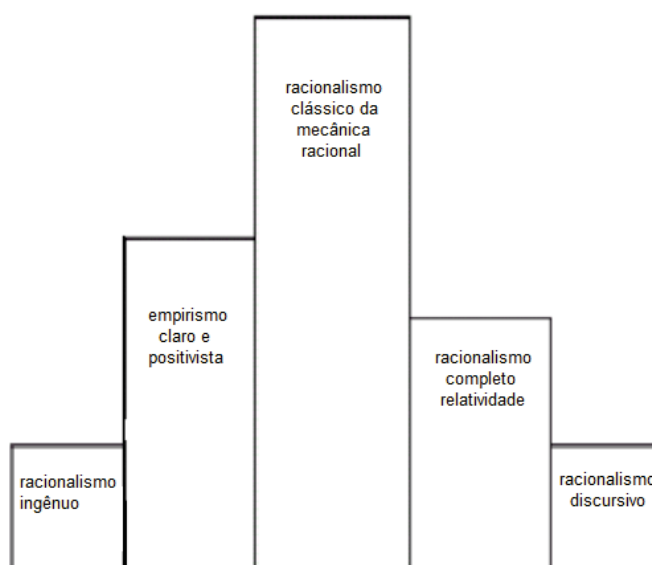 racionalismo
clássico da
mecânica
racional
empirismo
claro e
positivista
racionalismo
completo
relatividade
racionalismo
ingênuo
racionalismo
discursivo